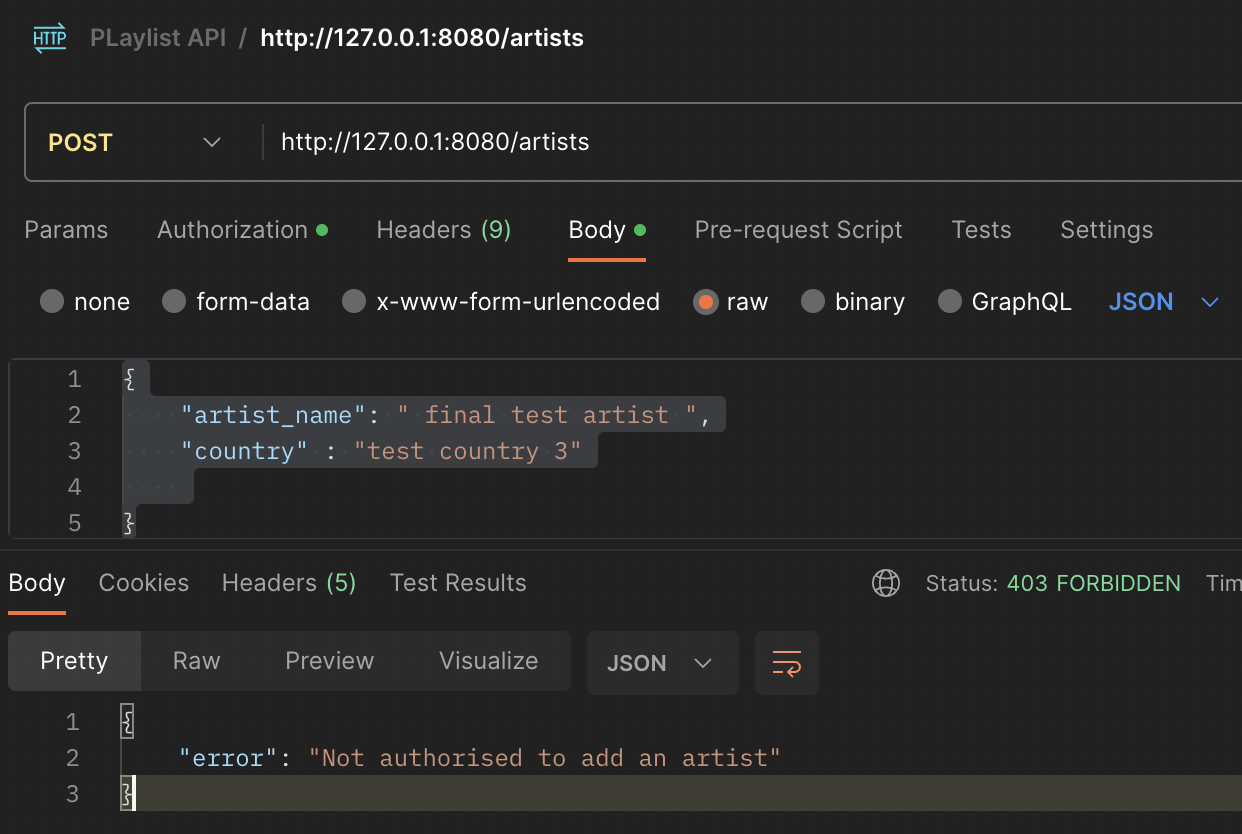 HTTP PLaylist API / http://127.0.0.1:8080/artists
POST http://127.0.0.1:8080/artists
Params Authorization Headers (9) Body Pre-request Script Tests Settings
none form-data x-www-form-urlencoded raw binary GraphQL JSON
1 {
2 "artist_name": " final test artist ",
3 "country" : "test country 3"
4
5 }
Body Cookies Headers (5) Test Results Status: 403 FORBIDDEN Tim
Pretty Raw Preview Visualize JSON
1 {
2 "error": "Not authorised to add an artist"
3 }